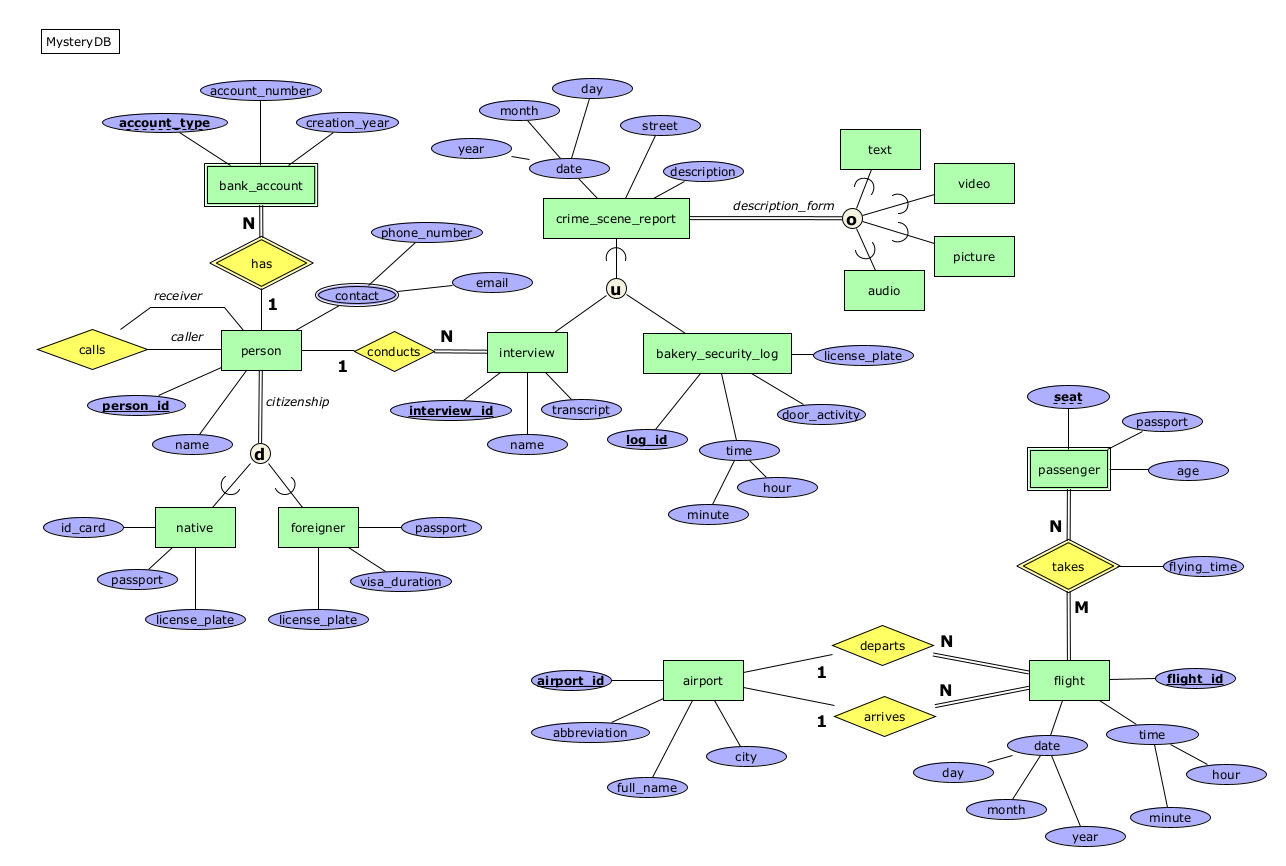 MysteryDB
account_number
account_type
creation_year
bank_account
N
has
1
phone_number
contact
email
receiver
calls
caller
person
1
conducts
N
interview
person_id
name
citizenship
d
native
foreigner
id_card
passport
license_plate
passport
visa_duration
license_plate
interview_id
name
transcript
day
month
year
date
street
description
crime_scene_report
description_form
o
text
video
picture
audio
u
bakery_security_log
license_plate
door_activity
log_id
time
hour
minute
seat
passport
passenger
age
N
takes
flying_time
M
departs
N
1
airport_id
airport
flight
flight_id
N
arrives
1
abbreviation
full_name
city
date
day
month
year
time
hour
minute